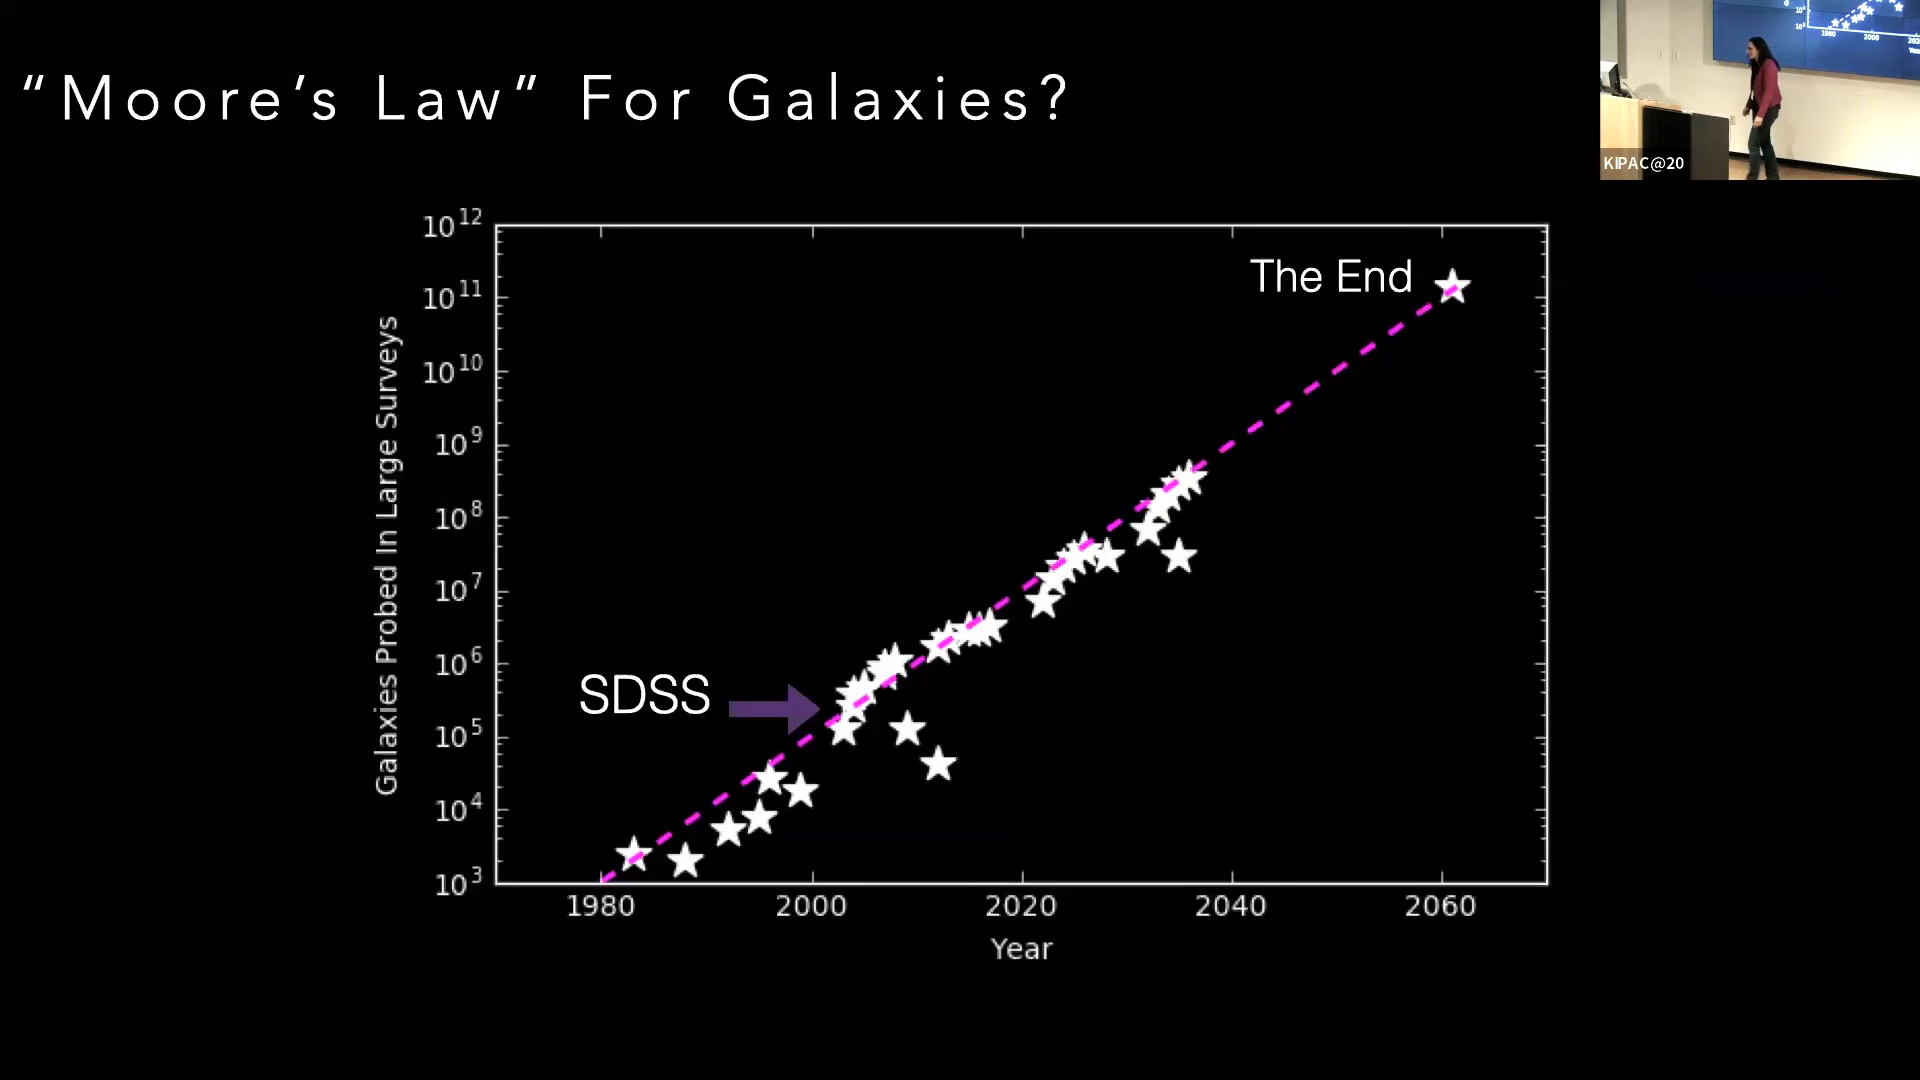 “Moore’s Law” For Galaxies?
KIPAC@20
10^12
10^11
10^10
10^9
10^8
10^7
10^6
10^5
10^4
10^3
Galaxies Probed In Large Surveys
The End
SDSS
1980
2000
2020
2040
2060
Year
1980
2000